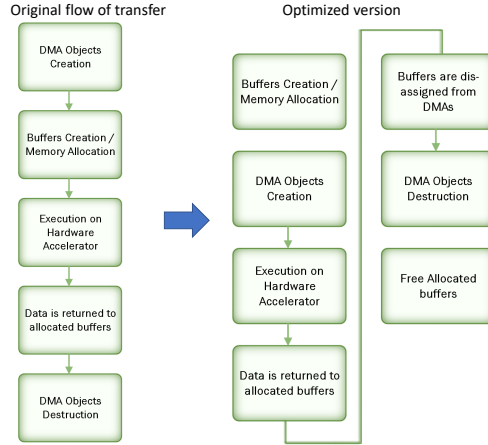 Original flow of transfer
DMA Objects
Creation
Buffers Creation /
Memory Allocation
Execution on
Hardware
Accelerator
Data is returned to
allocated buffers
DMA Objects
Destruction
Optimized version
Buffers Creation /
Memory Allocation
DMA Objects
Creation
Execution on
Hardware
Accelerator
Data is returned to
allocated buffers
Buffers are dis-
assigned from
DMAs
DMA Objects
Destruction
Free Allocated
buffers